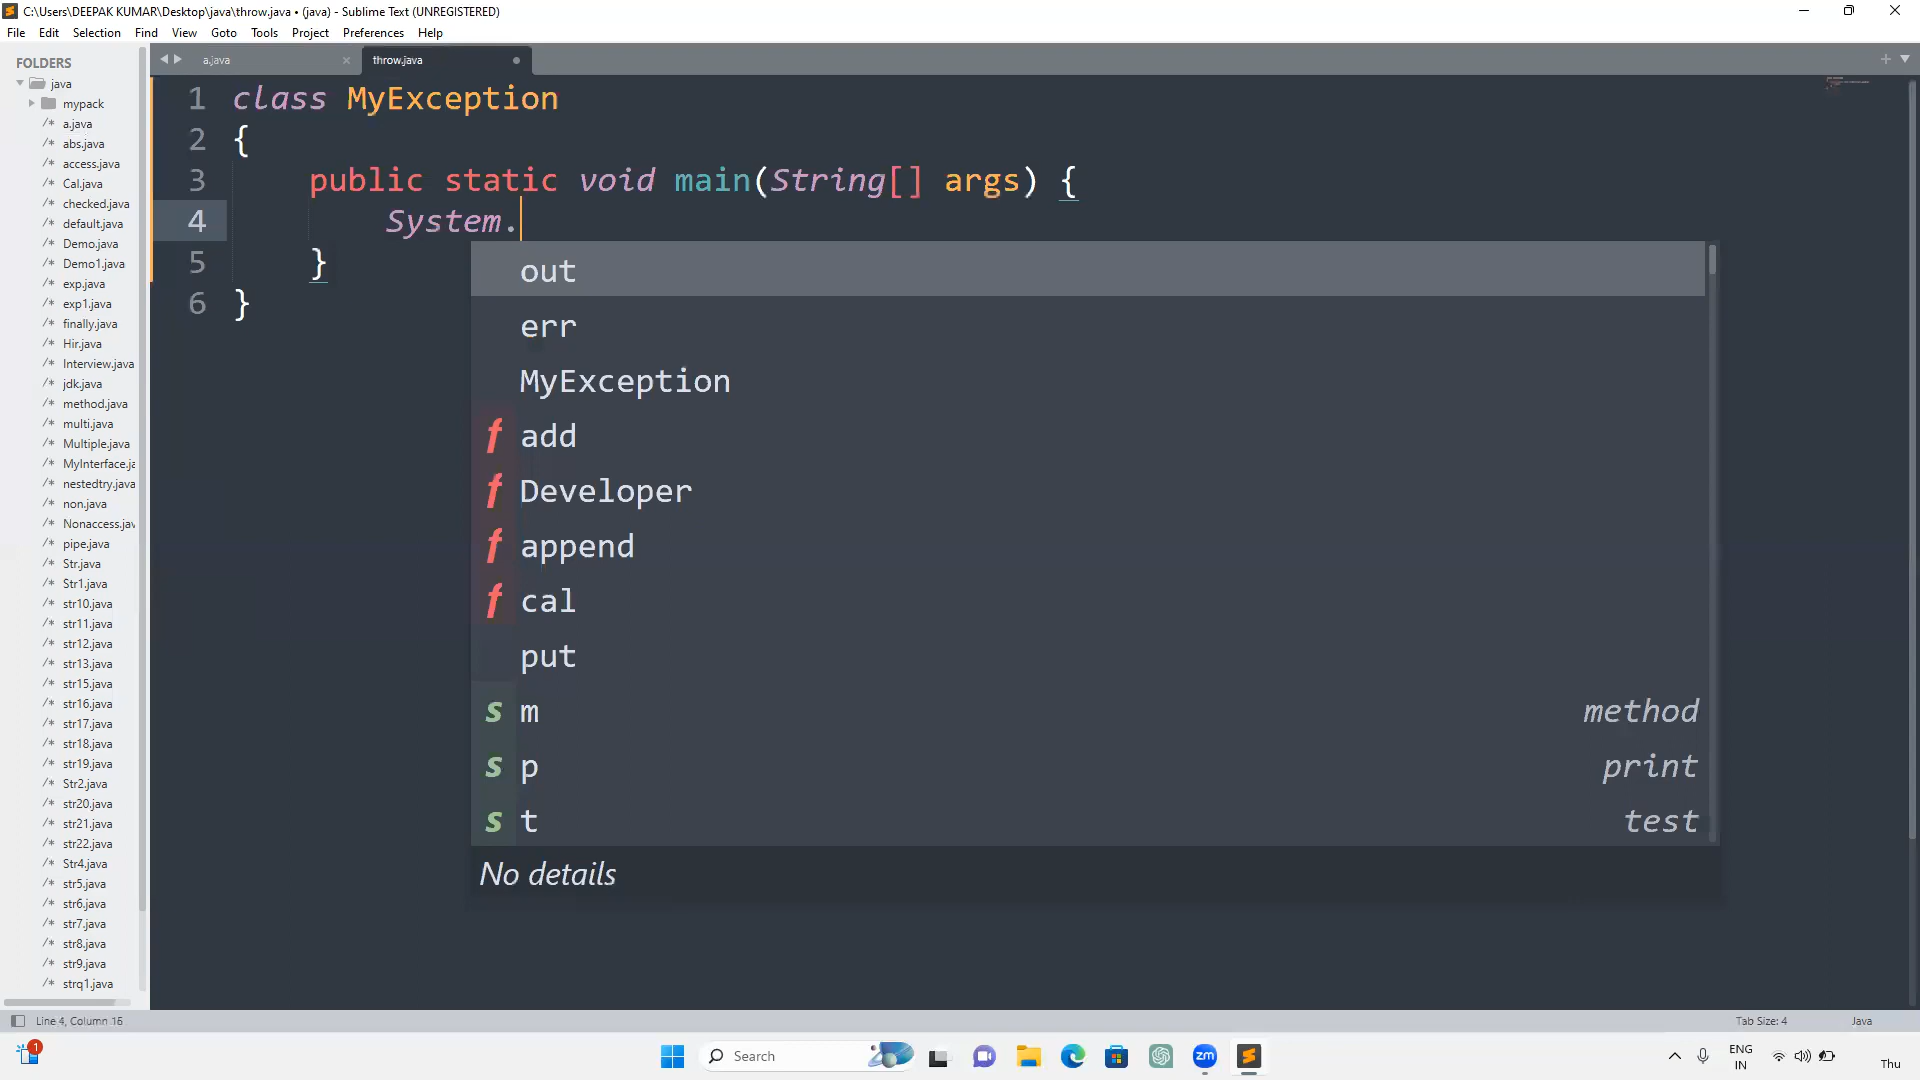 C:\Users\DEEPAK KUMAR\Desktop\java\throw.java • (java) - Sublime Text (UNREGISTERED)
File Edit Selection Find View Goto Tools Project Preferences Help
FOLDERS
java
mypack
a.java
abs.java
access.java
Cal.java
checked.java
default.java
Demo.java
Demo1.java
exp.java
exp1.java
finally.java
Hir.java
Interview.java
jdk.java
method.java
multi.java
Multiple.java
MyInterface.ja
nestedtry.java
non.java
Nonaccess.jav
pipe.java
Str.java
Str1.java
str10.java
str11.java
str12.java
str13.java
str15.java
str16.java
str17.java
str18.java
str19.java
Str2.java
str20.java
str21.java
str22.java
Str4.java
str5.java
str6.java
str7.java
str8.java
str9.java
strq1.java
a.java throw.java
1 class MyException
2 {
3 public static void main(String[] args) {
4 System.
5 }
6 }
out
err
MyException
f add
f Developer
f append
f cal
put
s m method
s p print
s t test
No details
Line 4, Column 16 Tab Size: 4 Java
1 Search zm ENG
IN Thu